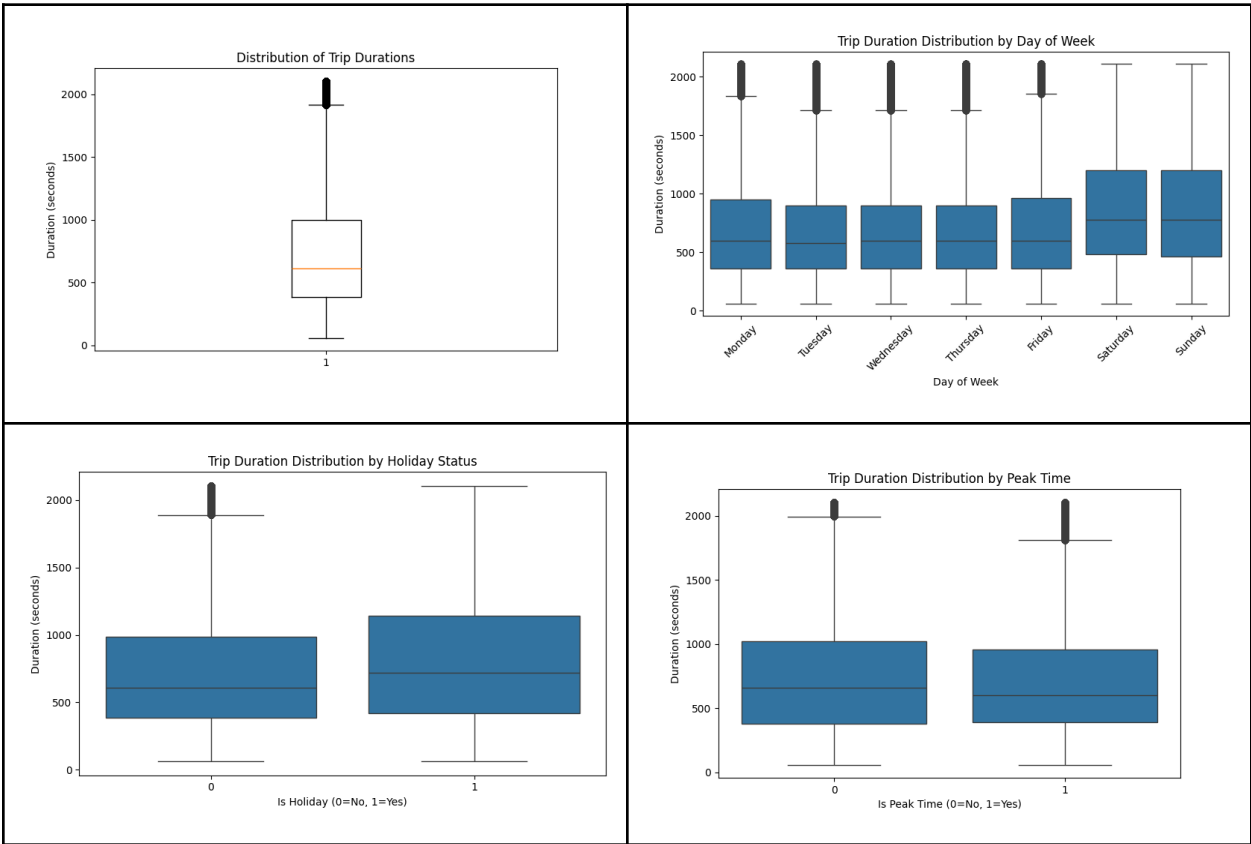 Distribution of Trip Durations
2000
1500
1000
500
0
Duration (seconds)
1
Trip Duration Distribution by Day of Week
2000
1500
1000
500
0
Duration (seconds)
Monday
Tuesday
Wednesday
Thursday
Friday
Saturday
Sunday
Day of Week
Trip Duration Distribution by Holiday Status
2000
1500
1000
500
0
Duration (seconds)
0
1
Is Holiday (0=No, 1=Yes)
Trip Duration Distribution by Peak Time
2000
1500
1000
500
0
Duration (seconds)
0
1
Is Peak Time (0=No, 1=Yes)